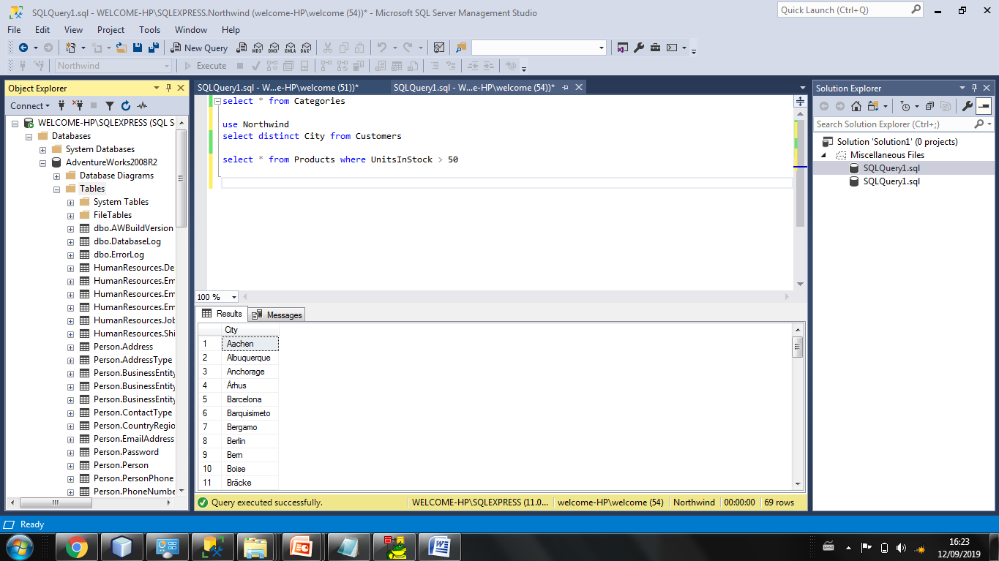 SQLQuery1.sql - WELCOME-HP\SQLEXPRESS.Northwind (welcome-HP\welcome (54))* - Microsoft SQL Server Management Studio
Quick Launch (Ctrl+Q)
File Edit View Project Tools Window Help
New Query MDX DMX XMLA DAX
Northwind Execute
Object Explorer
Connect
WELCOME-HP\SQLEXPRESS (SQL S
Databases
System Databases
AdventureWorks2008R2
Database Diagrams
Tables
System Tables
FileTables
dbo.AWBuildVersion
dbo.DatabaseLog
dbo.ErrorLog
HumanResources.De
HumanResources.Em
HumanResources.Em
HumanResources.Em
HumanResources.Job
HumanResources.Shi
Person.Address
Person.AddressType
Person.BusinessEntity
Person.BusinessEntity
Person.BusinessEntity
Person.ContactType
Person.CountryRegio
Person.EmailAddress
Person.Password
Person.Person
Person.PersonPhone
Person.PhoneNumbe
SQLQuery1.sql - W...e-HP\welcome (51))*
SQLQuery1.sql - W...e-HP\welcome (54))*
select * from Categories
use Northwind
select distinct City from Customers
select * from Products where UnitsInStock > 50
100 %
Results Messages
City
1 Aachen
2 Albuquerque
3 Anchorage
4 Århus
5 Barcelona
6 Barquisimeto
7 Bergamo
8 Berlin
9 Bern
10 Boise
11 Bräcke
Query executed successfully. WELCOME-HP\SQLEXPRESS (11.0... welcome-HP\welcome (54) Northwind 00:00:00 69 rows
Solution Explorer
Search Solution Explorer (Ctrl+;)
Solution 'Solution1' (0 projects)
Miscellaneous Files
SQLQuery1.sql
SQLQuery1.sql
Ready
16:23
12/09/2019